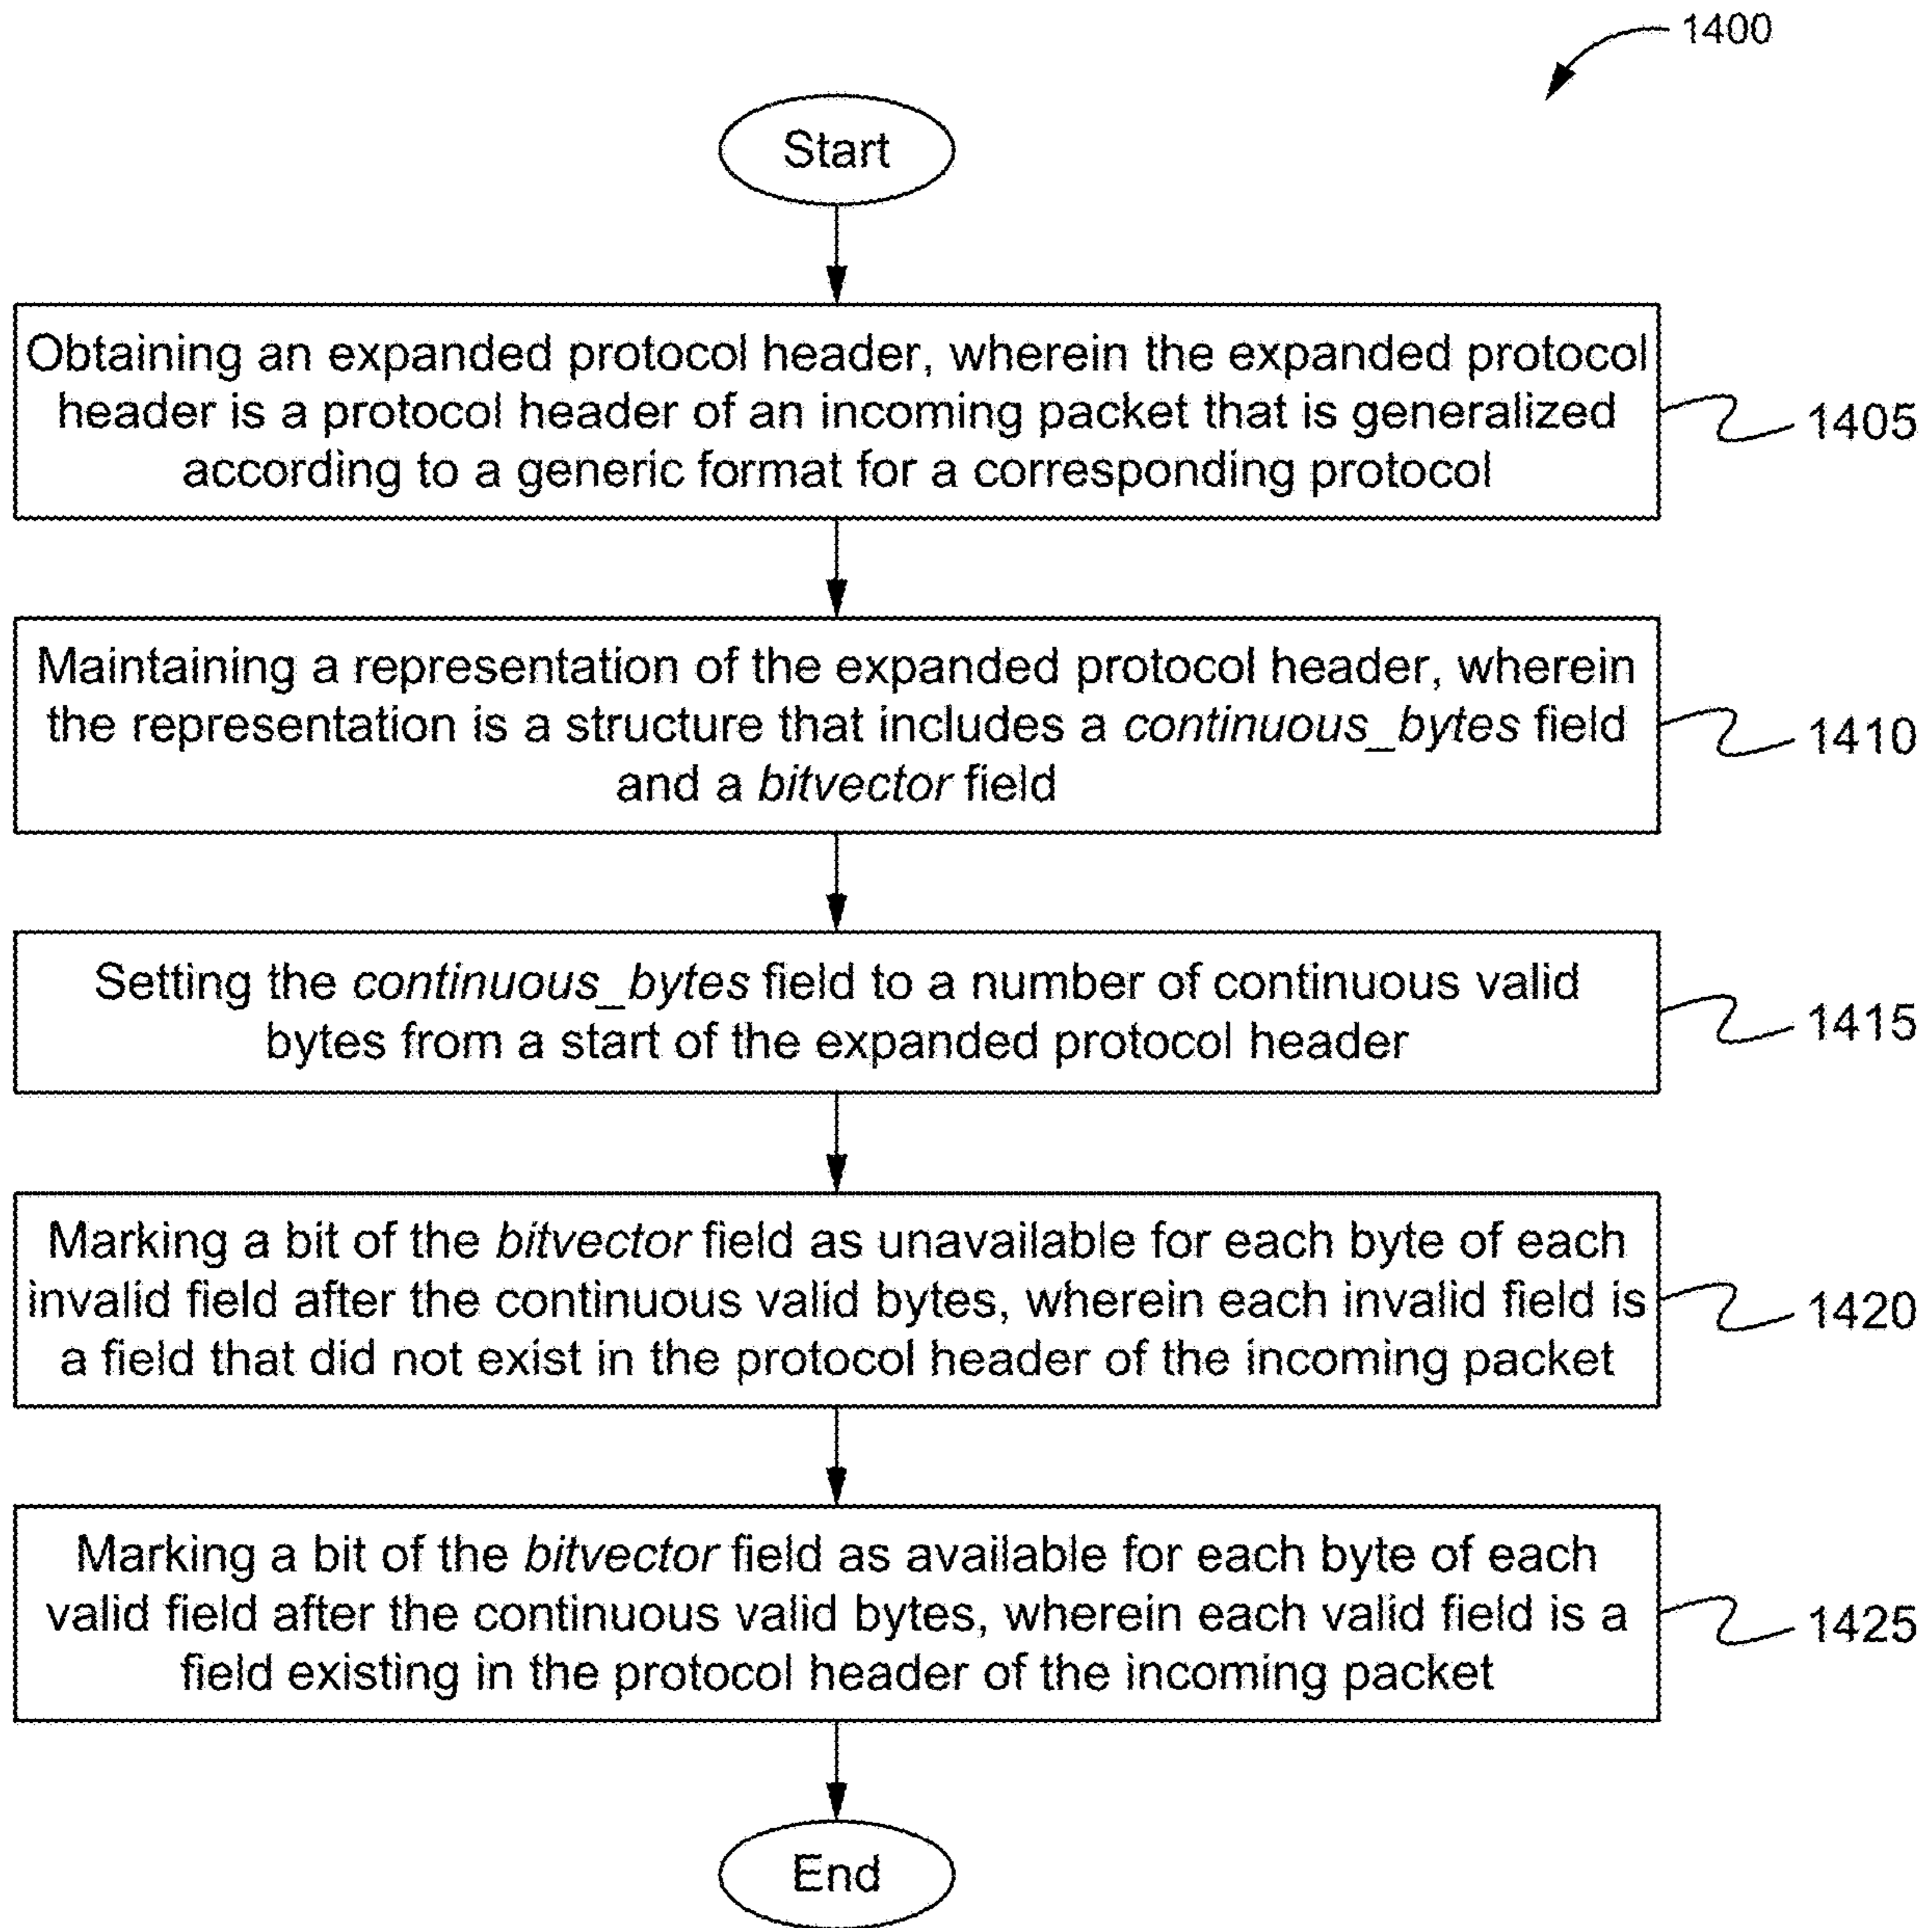 1400
Start
Obtaining an expanded protocol header, wherein the expanded protocol
header is a protocol header of an incoming packet that is generalized
according to a generic format for a corresponding protocol
1405
Maintaining a representation of the expanded protocol header, wherein
the representation is a structure that includes a continuous_bytes field
and a bitvector field
1410
Setting the continuous_bytes field to a number of continuous valid
bytes from a start of the expanded protocol header
1415
Marking a bit of the bitvector field as unavailable for each byte of each
invalid field after the continuous valid bytes, wherein each invalid field is
a field that did not exist in the protocol header of the incoming packet
1420
Marking a bit of the bitvector field as available for each byte of each
valid field after the continuous valid bytes, wherein each valid field is a
field existing in the protocol header of the incoming packet
1425
End